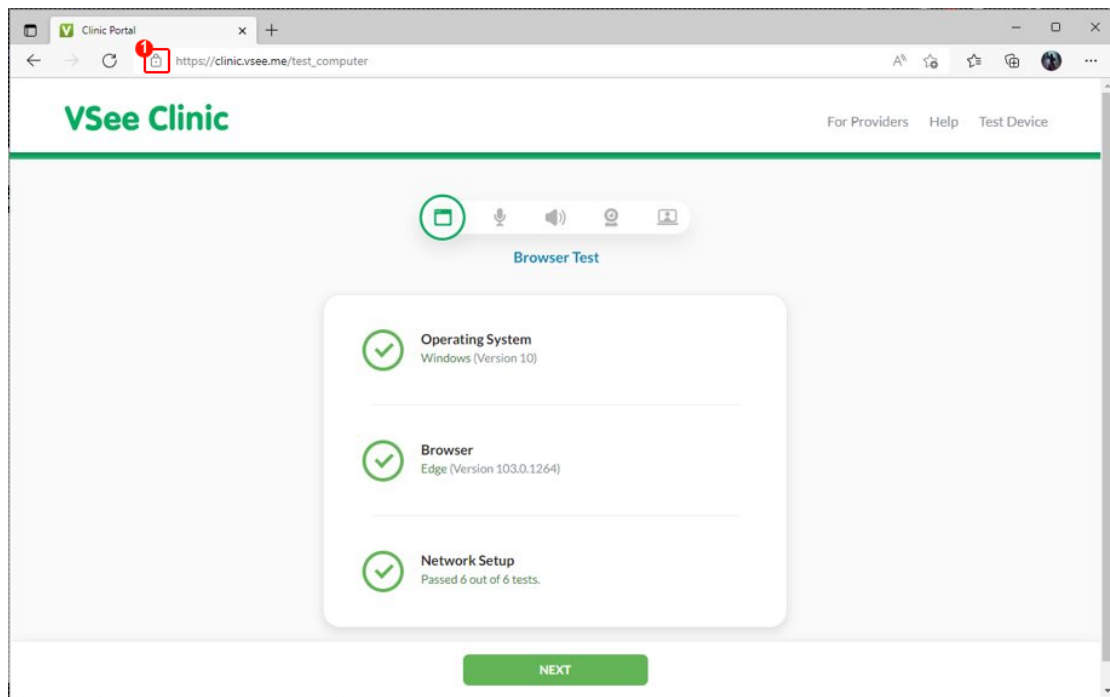 Clinic Portal
1
https://clinic.vsee.me/test_computer
VSee Clinic
For Providers Help Test Device
Browser Test
Operating System
Windows (Version 10)
Browser
Edge (Version 103.0.1264)
Network Setup
Passed 6 out of 6 tests.
NEXT